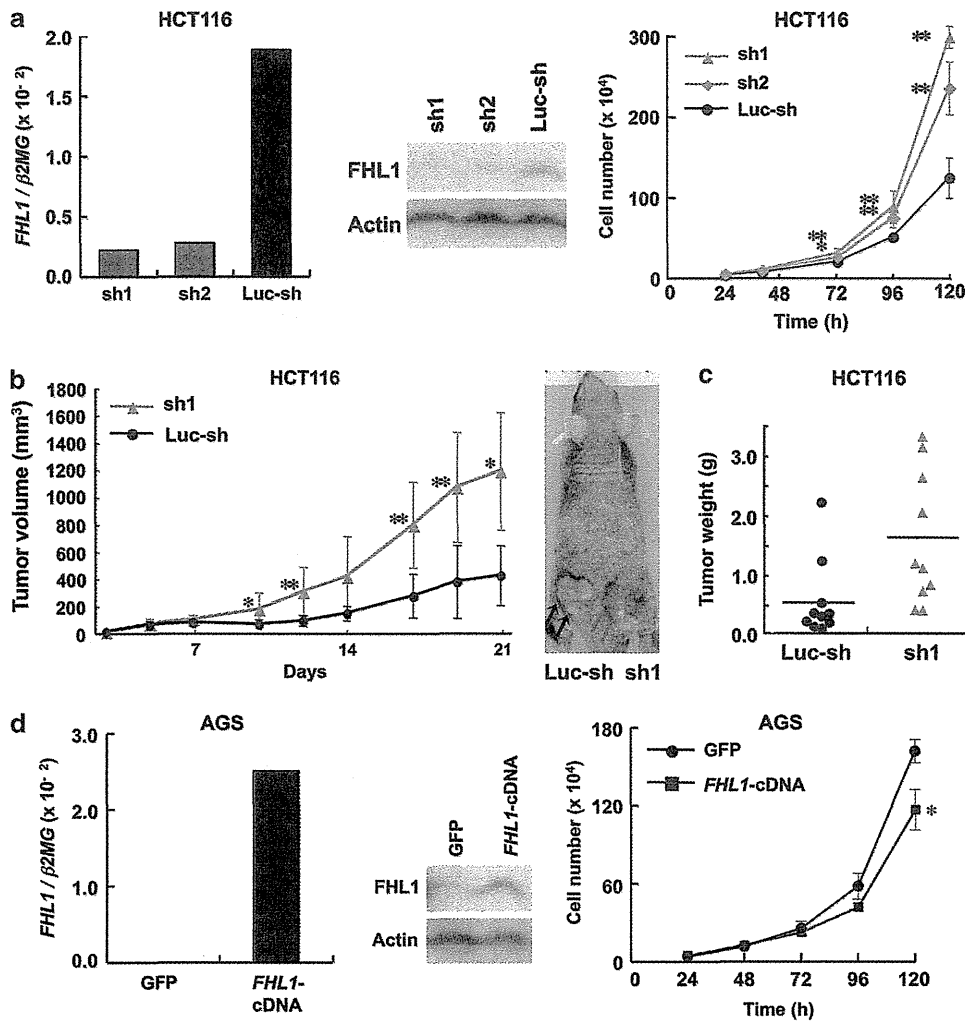 a
HCT116
FHL1 / β2MG (x 10⁻²)
2.0
1.5
1.0
0.5
0.0
sh1 sh2 Luc-sh
sh1 sh2 Luc-sh
FHL1
Actin
HCT116
sh1
sh2
Luc-sh
Cell number (x 10⁴)
300
200
100
0
**
**
**
**
**
*
0 24 48 72 96 120
Time (h)
b
HCT116
sh1
Luc-sh
Tumor volume (mm³)
1800
1600
1400
1200
1000
800
600
400
200
0
* ** ** ** *
7 14 21
Days
Luc-sh sh1
c
HCT116
Tumor weight (g)
3.0
2.0
1.0
0.0
Luc-sh sh1
d
AGS
FHL1 / β2MG (x 10⁻²)
3.0
2.0
1.0
0.0
GFP FHL1-
cDNA
GFP FHL1-cDNA
FHL1
Actin
AGS
GFP
FHL1-cDNA
Cell number (x 10⁴)
180
120
60
0
*
0 24 48 72 96 120
Time (h)